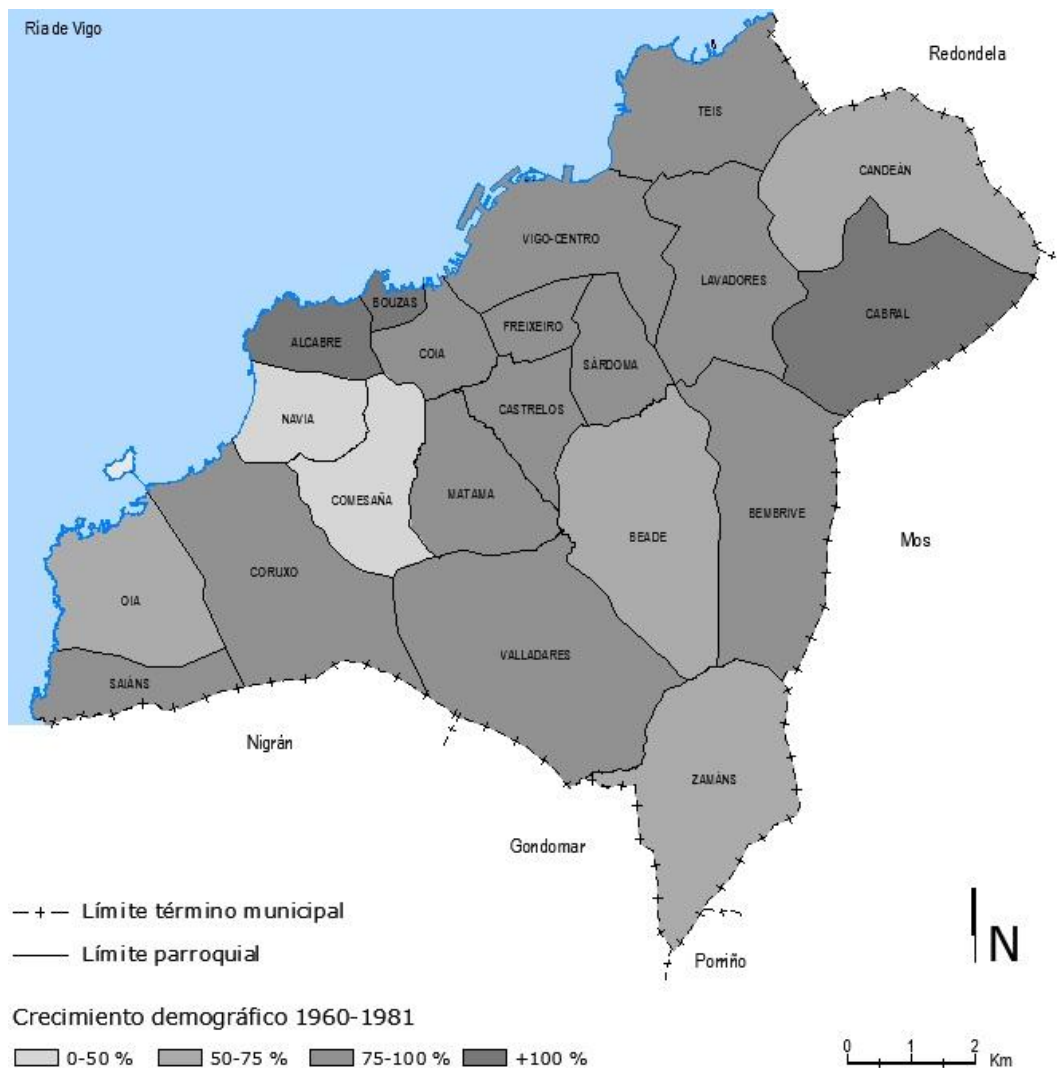 Ría de Vigo
Redondela
TEIS
CANDEÁN
VIGO-CENTRO
LAVADORES
BOUZAS
CABRAL
FREIXEIRO
ALCABRE
COIA
SÁRDOMA
CASTRELOS
NAVIA
MATAMA
COMESAÑA
BEMBRIVE
BEADE
Mos
CORUXO
OIA
VALLADARES
SAIÁNS
Nigrán
ZAMÁNS
Gondomar
Porriño
Límite término municipal
Límite parroquial
N
Crecimiento demográfico 1960-1981
0-50 % 50-75 % 75-100 % +100 %
0 1 2
Km